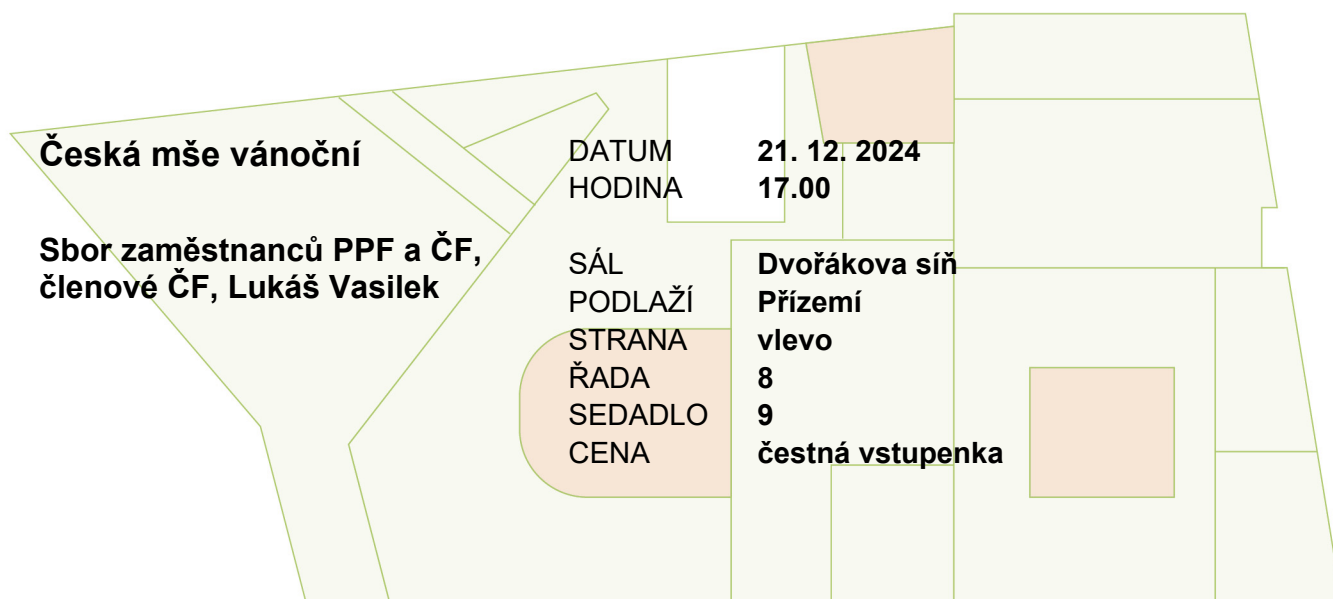 Česká mše vánoční
Sbor zaměstnanců PPF a ČF,
členové ČF, Lukáš Vasilek
DATUM 21. 12. 2024
HODINA 17.00
SÁL Dvořákova síň
PODLAŽÍ Přízemí
STRANA vlevo
ŘADA 8
SEDADLO 9
CENA čestná vstupenka